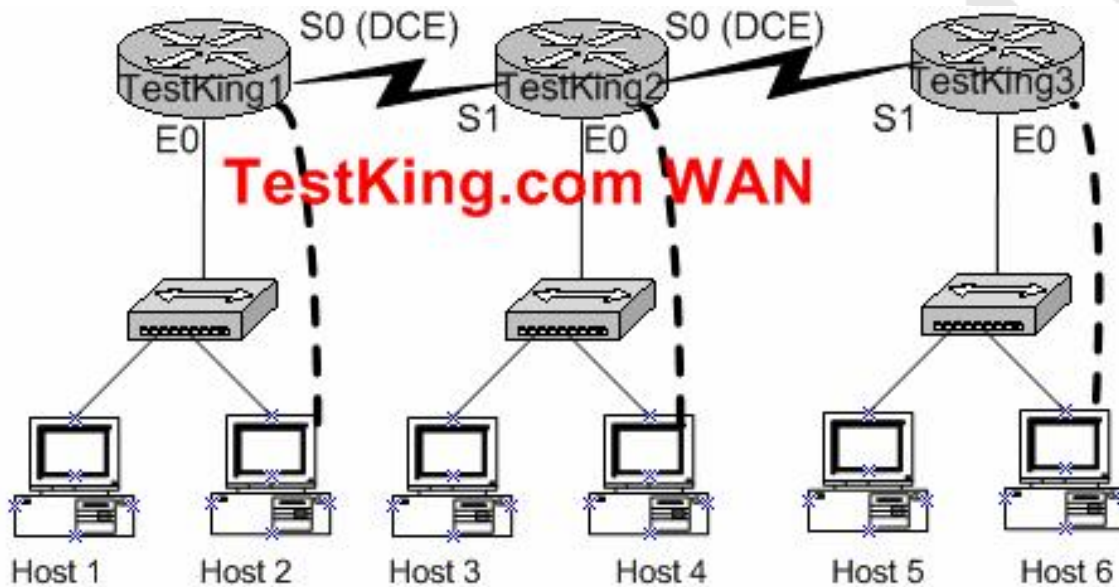 S0 (DCE)
S0 (DCE)
TestKing1
TestKing2
TestKing3
S1
S1
E0
E0
E0
TestKing.com WAN
Host 1
Host 2
Host 3
Host 4
Host 5
Host 6